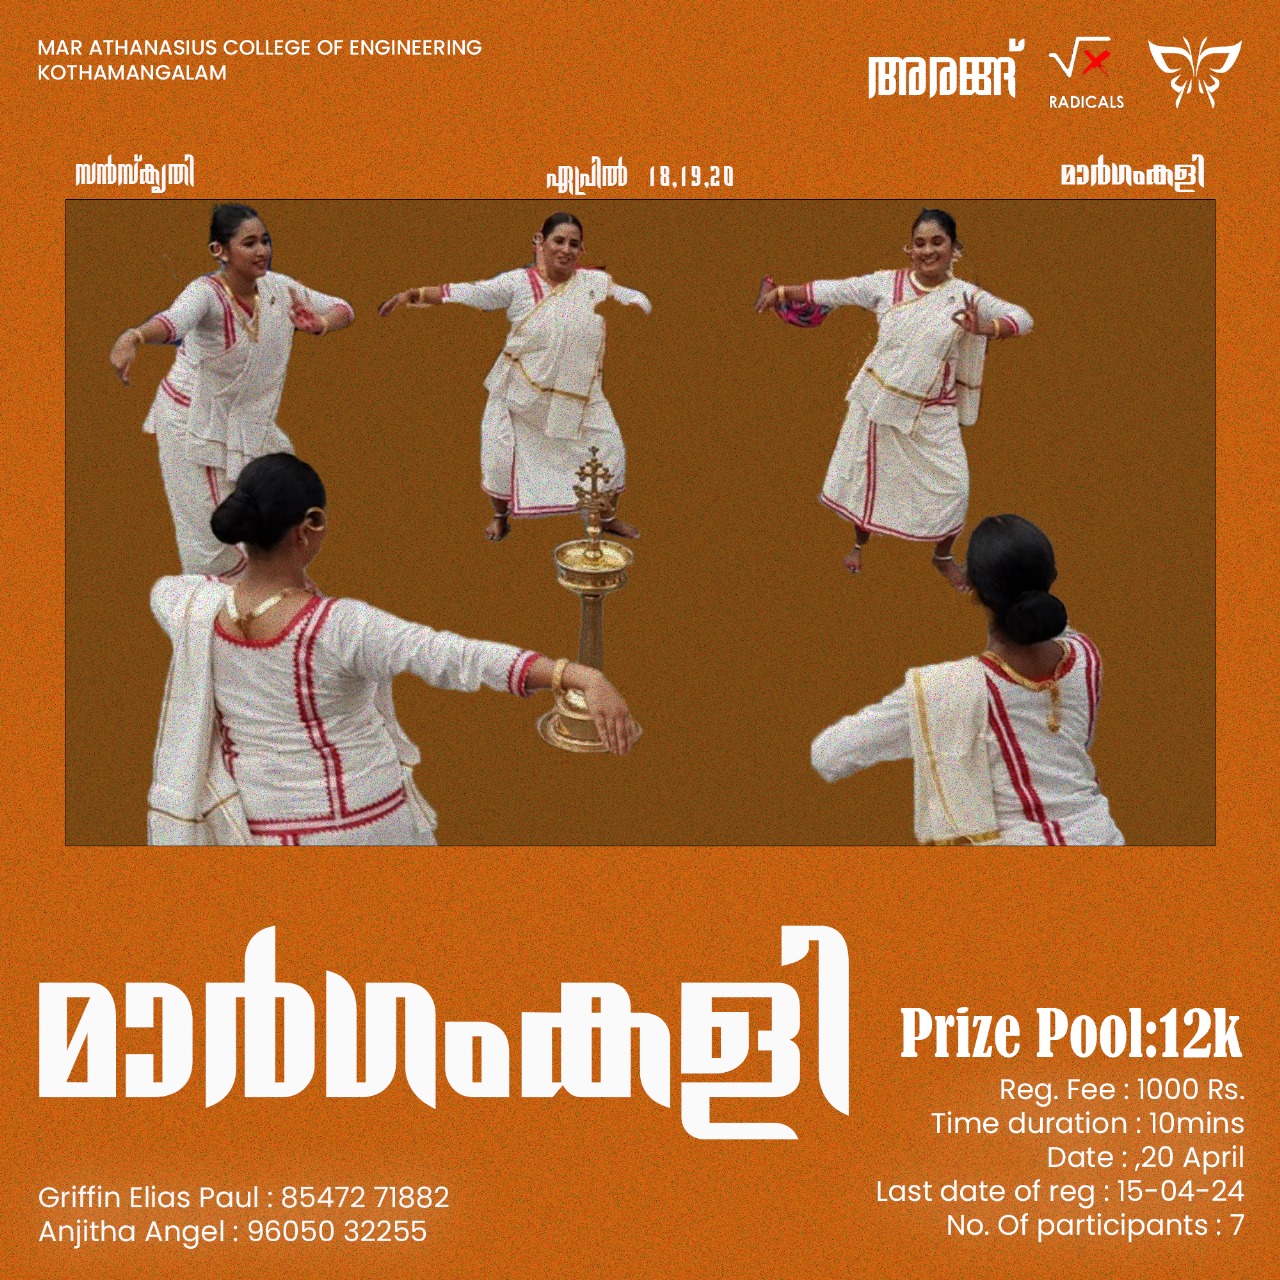 MAR ATHANASIUS COLLEGE OF ENGINEERING
KOTHAMANGALAM
അരങ്ങ്
RADICALS
സൻസ്കൃതി
ഏപ്രിൽ 18,19,20
മാർഗംകളി
മാർഗംകളി
Prize Pool:12k
Reg. Fee : 1000 Rs.
Time duration : 10mins
Date : ,20 April
Last date of reg : 15-04-24
No. Of participants : 7
Griffin Elias Paul : 85472 71882
Anjitha Angel : 96050 32255